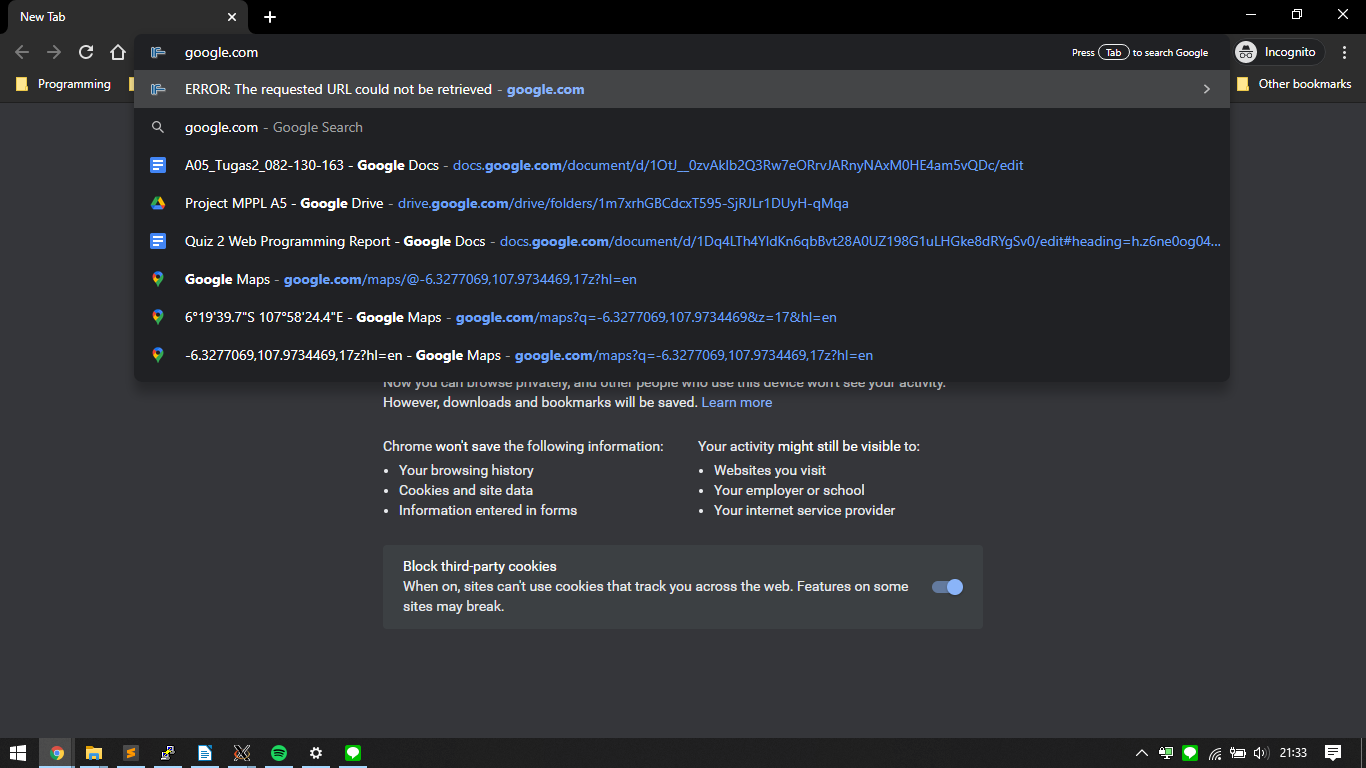 New Tab
google.com
Press Tab to search Google
Incognito
Programming
Other bookmarks
ERROR: The requested URL could not be retrieved - google.com
google.com - Google Search
A05_Tugas2_082-130-163 - Google Docs - docs.google.com/document/d/1OtJ__0zvAkIb2Q3Rw7eORrvJARnyNAxM0HE4am5vQDc/edit
Project MPPL A5 - Google Drive - drive.google.com/drive/folders/1m7xrhGBCdcxT595-SjRJLr1DUyH-qMqa
Quiz 2 Web Programming Report - Google Docs - docs.google.com/document/d/1Dq4LTh4YldKn6qbBvt28A0UZ198G1uLHGke8dRYgSv0/edit#heading=h.z6ne0og04...
Google Maps - google.com/maps/@-6.3277069,107.9734469,17z?hl=en
6°19'39.7"S 107°58'24.4"E - Google Maps - google.com/maps?q=-6.3277069,107.9734469&z=17&hl=en
-6.3277069,107.9734469,17z?hl=en - Google Maps - google.com/maps?q=-6.3277069,107.9734469,17z?hl=en
Now you can browse privately, and other people who use this device won't see your activity.
However, downloads and bookmarks will be saved. Learn more
Chrome won't save the following information:
• Your browsing history
• Cookies and site data
• Information entered in forms
Your activity might still be visible to:
• Websites you visit
• Your employer or school
• Your internet service provider
Block third-party cookies
When on, sites can't use cookies that track you across the web. Features on some
sites may break.
21:33